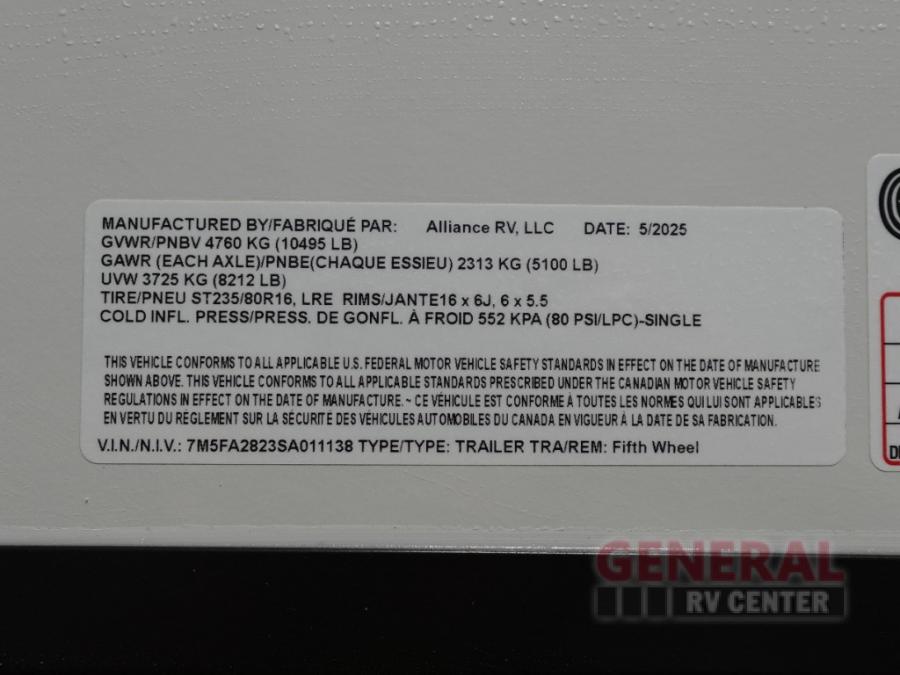 MANUFACTURED BY/FABRIQUÉ PAR: Alliance RV, LLC DATE: 5/2025
GVWR/PNBV 4760 KG (10495 LB)
GAWR (EACH AXLE)/PNBE(CHAQUE ESSIEU) 2313 KG (5100 LB)
UVW 3725 KG (8212 LB)
TIRE/PNEU ST235/80R16, LRE RIMS/JANTE16 x 6J, 6 x 5.5
COLD INFL. PRESS/PRESS. DE GONFL. À FROID 552 KPA (80 PSI/LPC)-SINGLE
THIS VEHICLE CONFORMS TO ALL APPLICABLE U.S. FEDERAL MOTOR VEHICLE SAFETY STANDARDS IN EFFECT ON THE DATE OF MANUFACTURE
SHOWN ABOVE. THIS VEHICLE CONFORMS TO ALL APPLICABLE STANDARDS PRESCRIBED UNDER THE CANADIAN MOTOR VEHICLE SAFETY
REGULATIONS IN EFFECT ON THE DATE OF MANUFACTURE. ~ CE VÉHICULE EST CONFORME À TOUTES LES NORMES QUI LUI SONT APPLICABLES
EN VERTU DU RÉGLEMENT SUR LA SÉCURITÉ DES VÉHICULES AUTOMOBILES DU CANADA EN VIGUEUR À LA DATE DE SA FABRICATION.
V.I.N./N.I.V.: 7M5FA2823SA011138 TYPE/TYPE: TRAILER TRA/REM: Fifth Wheel
GENERAL
RV CENTER